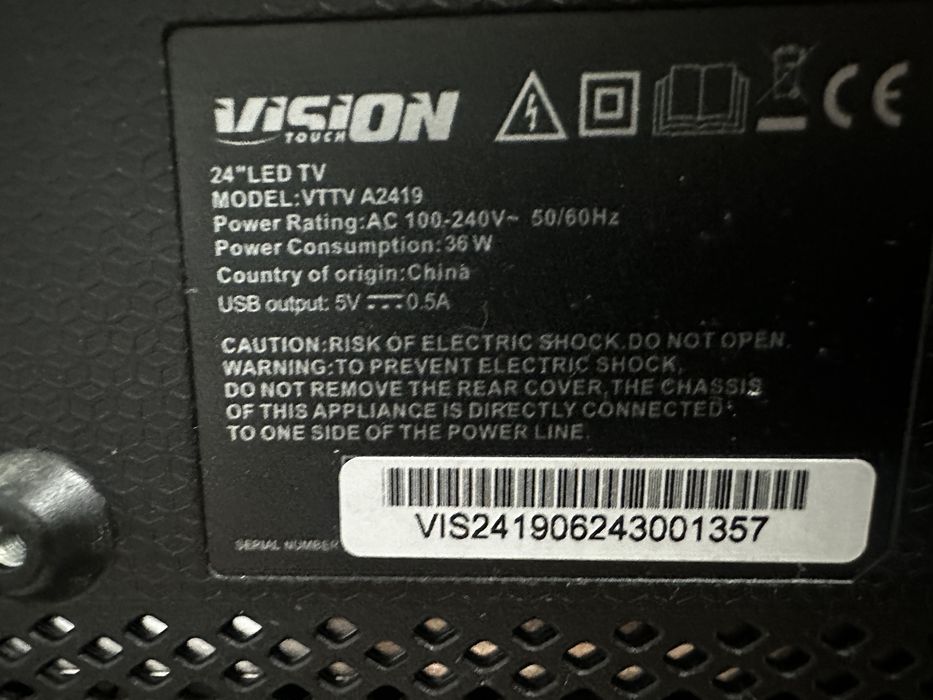 VISION
TOUCH
24"LED TV
MODEL:VTTV A2419
Power Rating:AC 100-240V~ 50/60Hz
Power Consumption:36W
Country of origin:China
USB output: 5V ⎓ 0.5A
CAUTION:RISK OF ELECTRIC SHOCK.DO NOT OPEN.
WARNING:TO PREVENT ELECTRIC SHOCK,
DO NOT REMOVE THE REAR COVER,THE CHASSIS
OF THIS APPLIANCE IS DIRECTLY CONNECTED
TO ONE SIDE OF THE POWER LINE.
VIS241906243001357
SERIAL NUMBER
CE